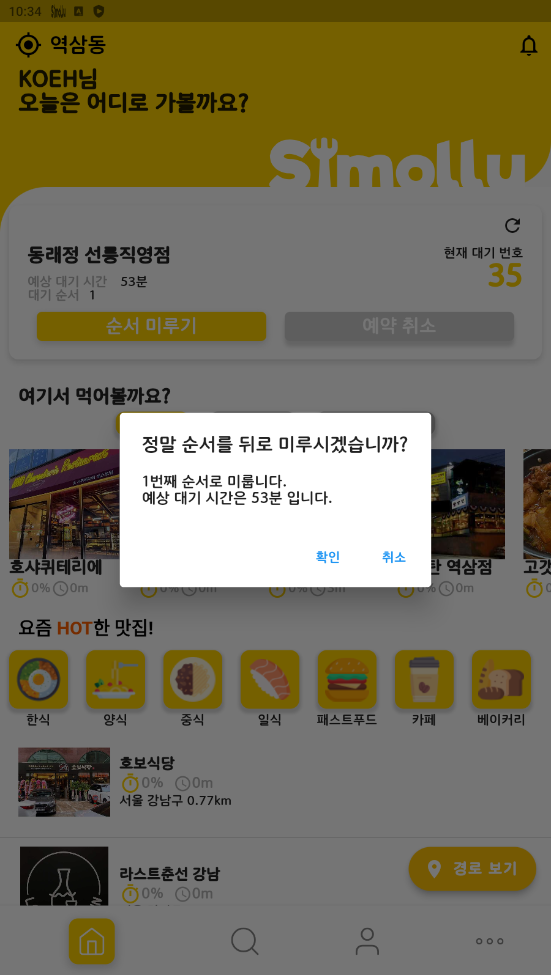 10:34
역삼동
KOEH님
오늘은 어디로 가볼까요?
Simolly
동래정 선릉직영점
현재 대기 번호
35
예상 대기 시간 53분
대기 순서 1
순서 미루기
예약 취소
여기서 먹어볼까요?
정말 순서를 뒤로 미루시겠습니까?
1번째 순서로 미룹니다.
예상 대기 시간은 53분 입니다.
확인
취소
호샤퀴테리에
탄 역삼점
고갯
0% 0m
0% 0m
0% 3m
0% 0m
0%
요즘 HOT한 맛집!
한식
양식
중식
일식
패스트푸드
카페
베이커리
호보식당
0% 0m
서울 강남구 0.77km
라스트춘선 강남
0% 0m
경로 보기